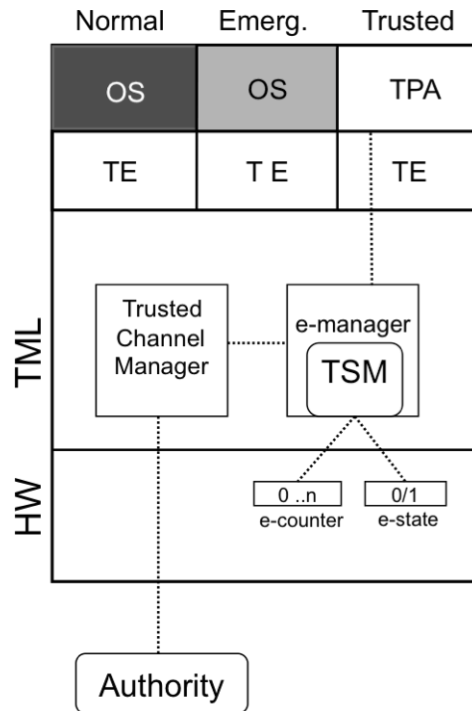 Normal Emerg. Trusted
OS OS TPA
TE T E TE
TML
Trusted
Channel
Manager
e-manager
TSM
HW
0 ..n 0/1
e-counter e-state
Authority